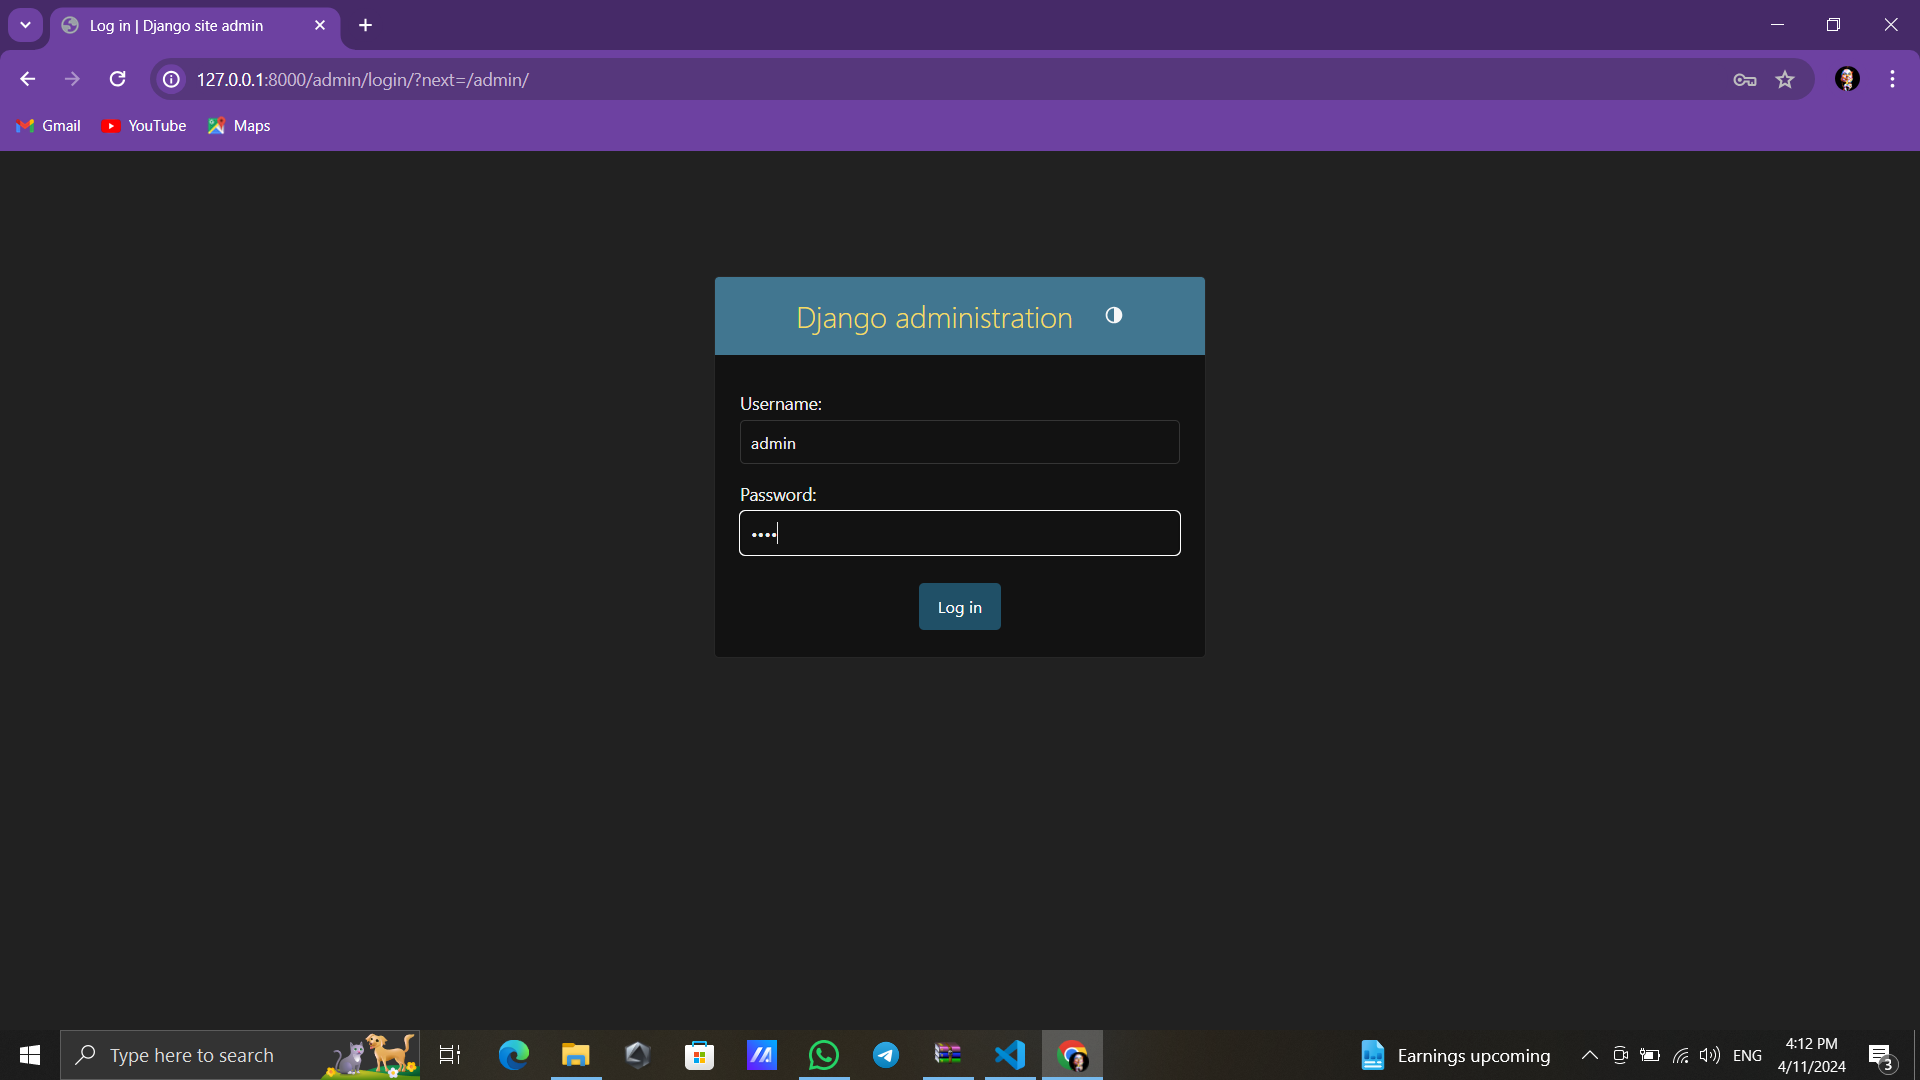 Log in | Django site admin
127.0.0.1:8000/admin/login/?next=/admin/
Gmail YouTube Maps
Django administration
Username:
admin
Password:
••••
Log in
Type here to search
Earnings upcoming
ENG
4:12 PM
4/11/2024
3